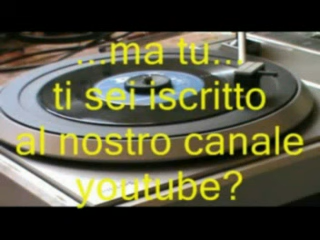 ...ma tu...
ti sei iscritto
al nostro canale
youtube?